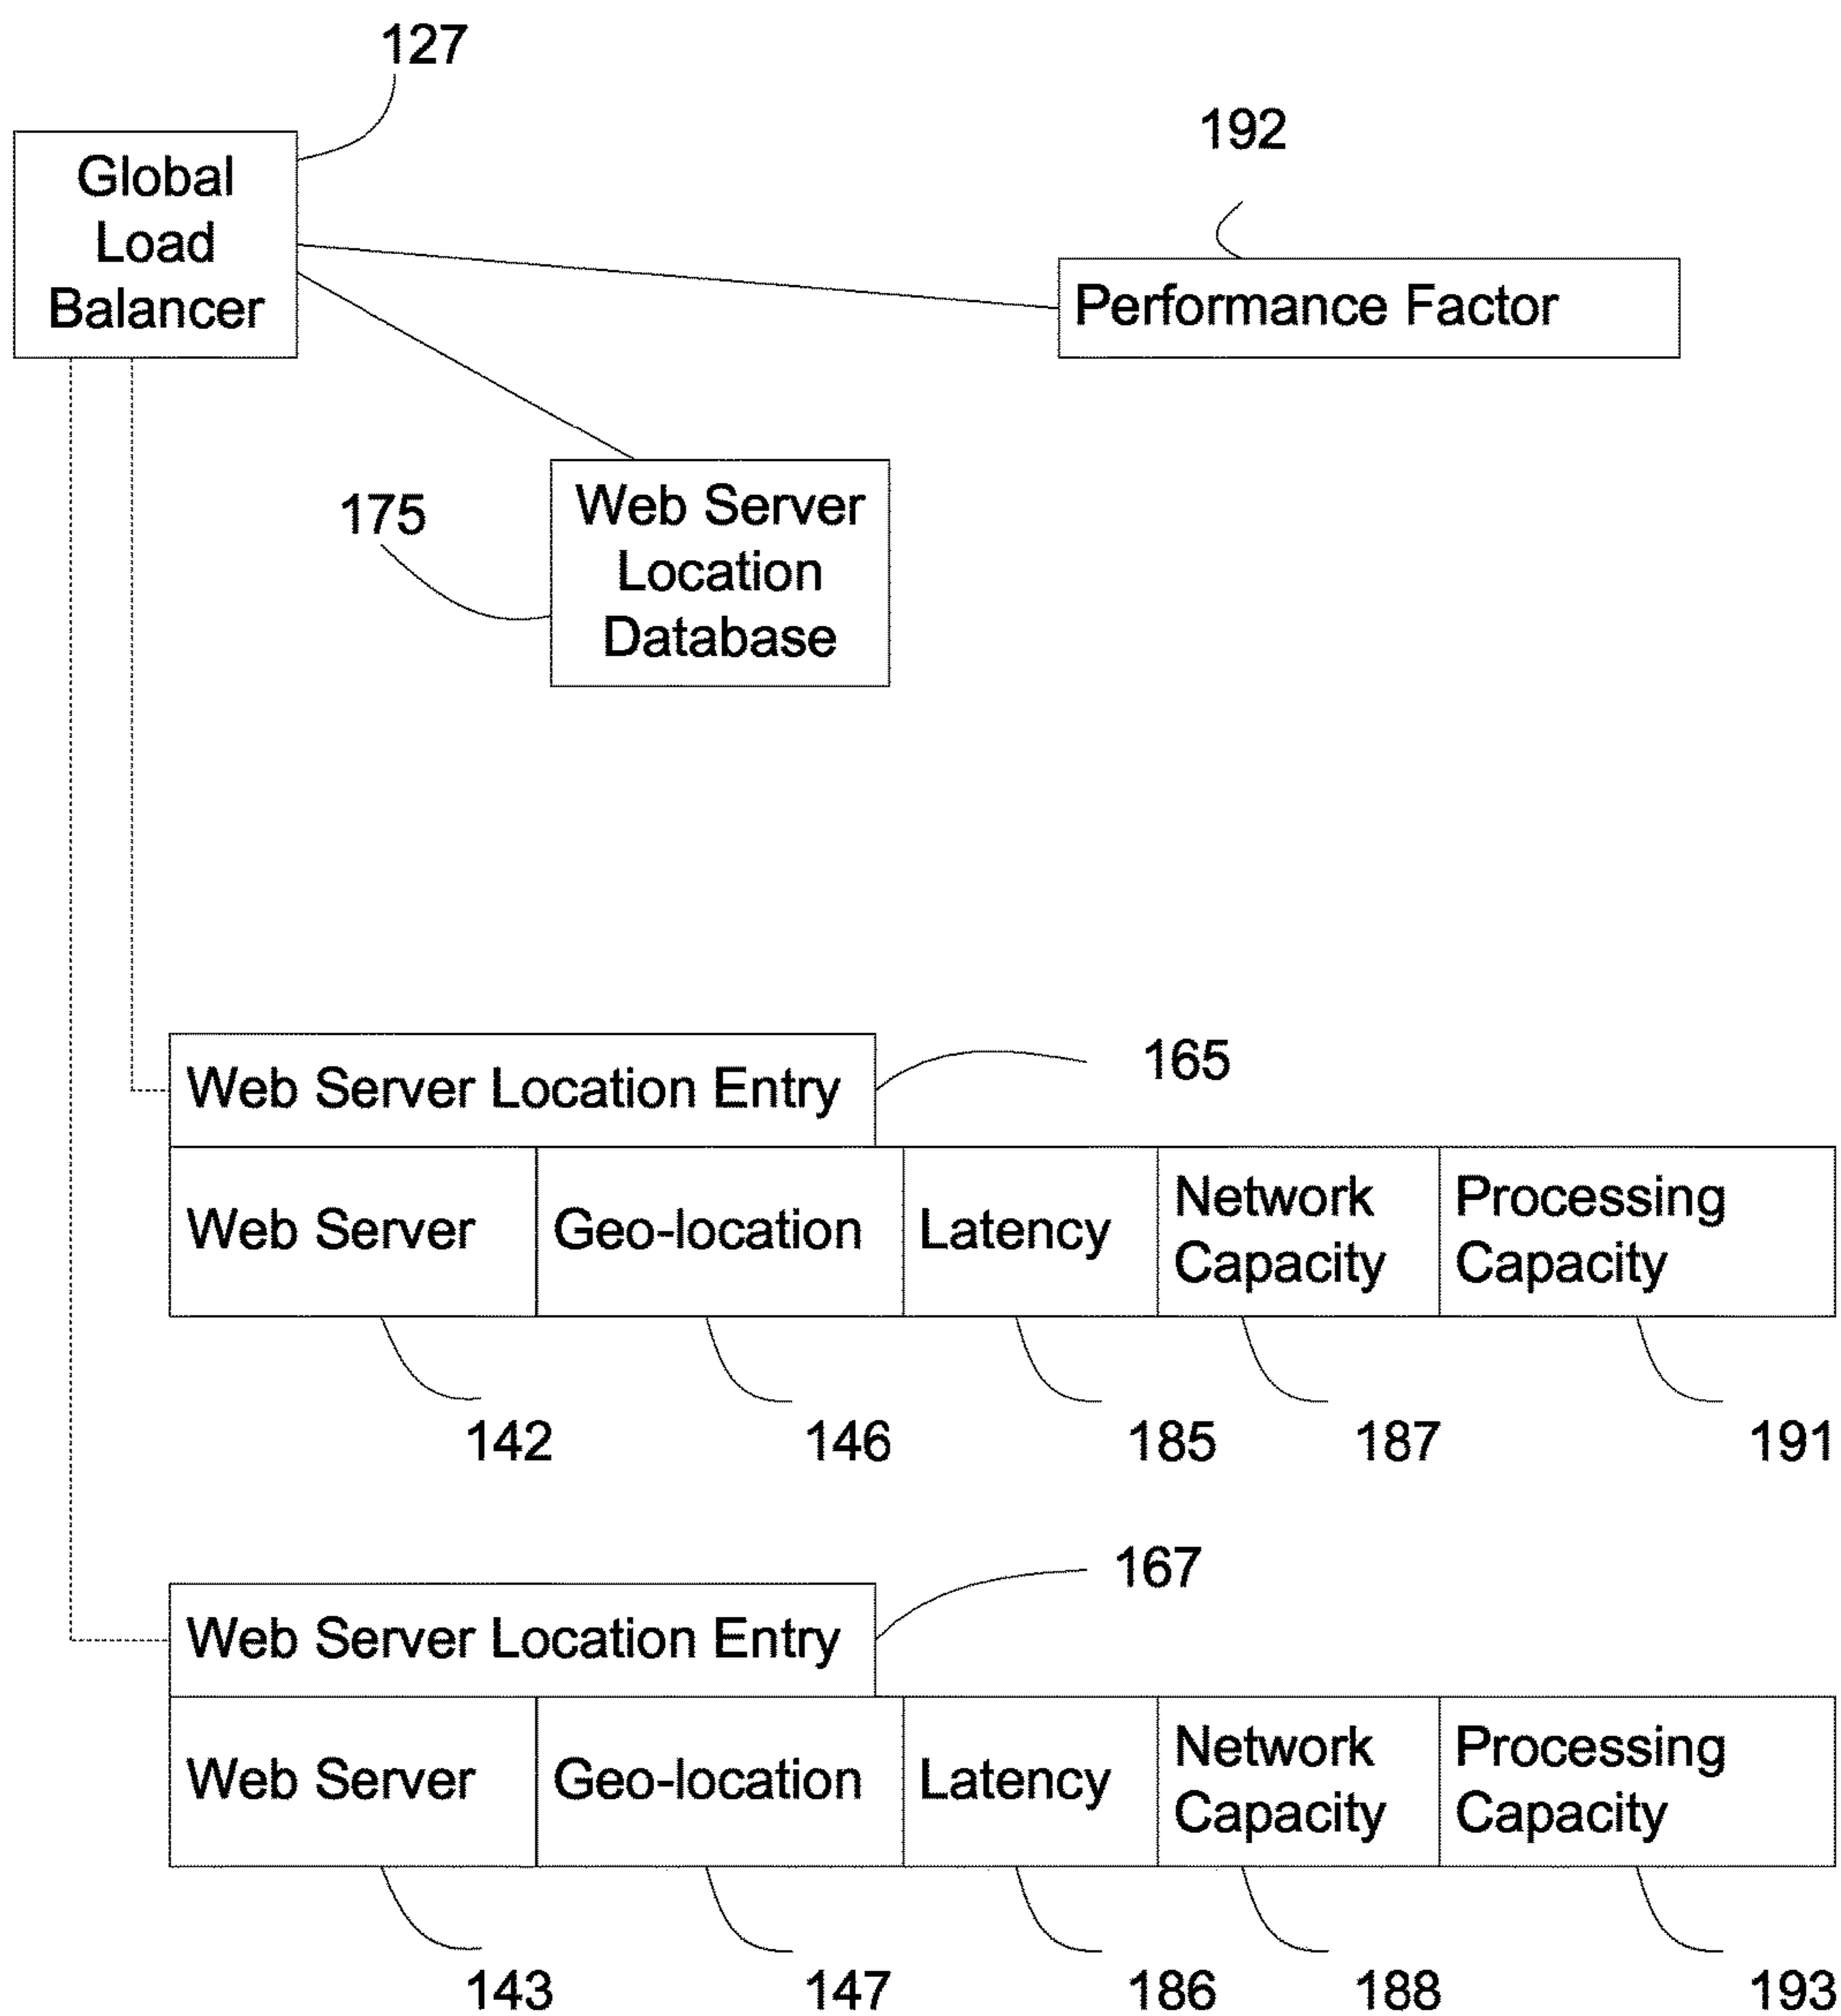 127
Global
Load
Balancer
192
Performance Factor
175
Web Server
Location
Database
Web Server Location Entry
165
Web Server
Geo-location
Latency
Network
Capacity
Processing
Capacity
142
146
185
187
191
Web Server Location Entry
167
Web Server
Geo-location
Latency
Network
Capacity
Processing
Capacity
143
147
186
188
193